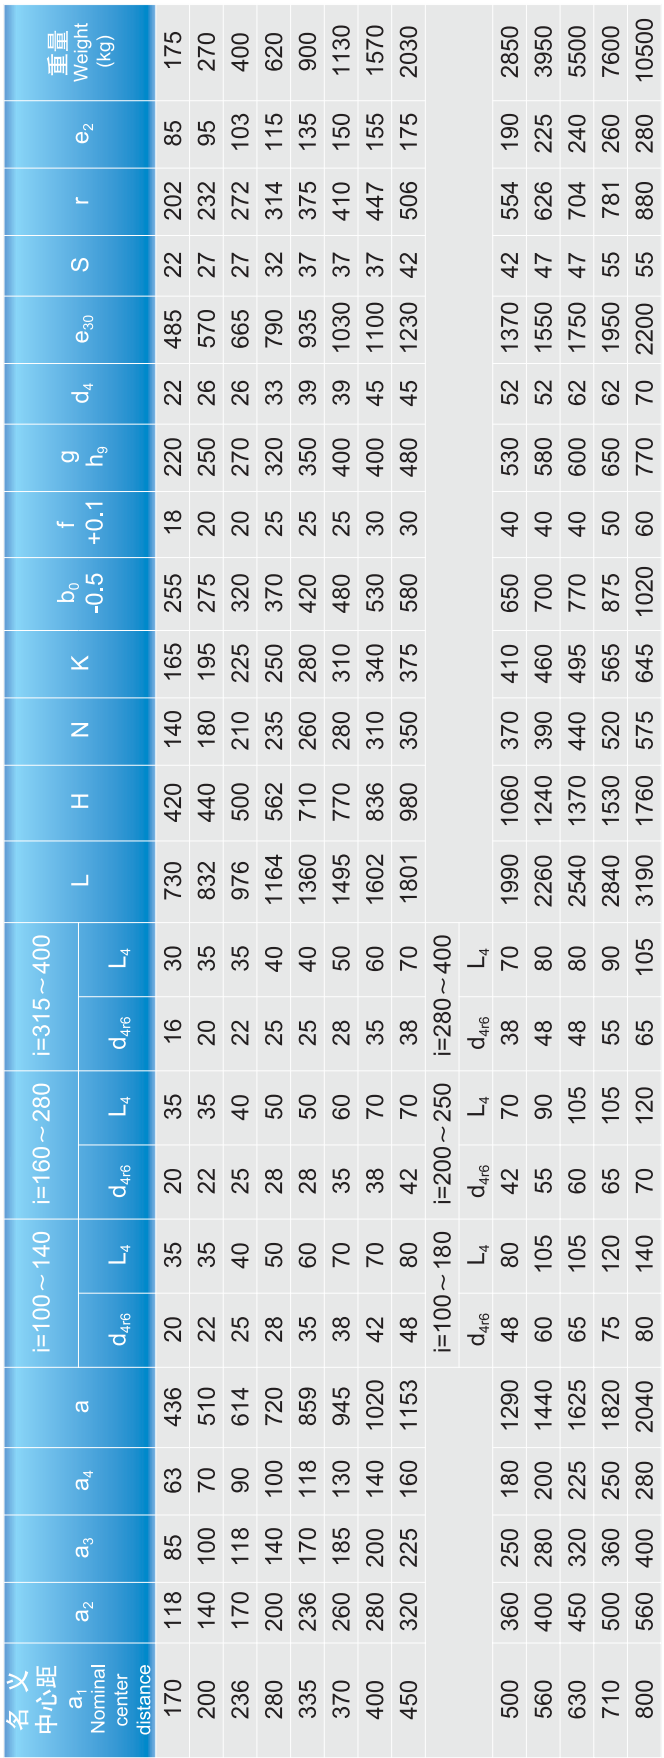 名 义 中心距 a1 Nominal center distance | a2 | a3 | a4 | a | i=100～140 | i=160～280 | i=315～400 | L | H | N | K | b0 -0.5 | f +0.1 | g h9 | d4 | e30 | S | r | e2 | 重量 Weight (kg)
d4r6 | L4 | d4r6 | L4 | d4r6 | L4
170 118 85 63 436 20 35 20 35 16 30 730 420 140 165 255 18 220 22 485 22 202 85 175
200 140 100 70 510 22 35 22 35 20 35 832 440 180 195 275 20 250 26 570 27 232 95 270
236 170 118 90 614 25 40 25 40 22 35 976 500 210 225 320 20 270 26 665 27 272 103 400
280 200 140 100 720 28 50 28 50 25 40 1164 562 235 250 370 25 320 33 790 32 314 115 620
335 236 170 118 859 35 60 28 50 25 40 1360 710 260 280 420 25 350 39 935 37 375 135 900
370 260 185 130 945 38 70 35 60 28 50 1495 770 280 310 480 25 400 39 1030 37 410 150 1130
400 280 200 140 1020 42 70 38 70 35 60 1602 836 310 340 530 30 400 45 1100 37 447 155 1570
450 320 225 160 1153 48 80 42 70 38 70 1801 980 350 375 580 30 480 45 1230 42 506 175 2030
i=100～180 i=200～250 i=280～400
d4r6 L4 d4r6 L4 d4r6 L4
500 360 250 180 1290 48 80 42 70 38 70 1990 1060 370 410 650 40 530 52 1370 42 554 190 2850
560 400 280 200 1440 60 105 55 90 48 80 2260 1240 390 460 700 40 580 52 1550 47 626 225 3950
630 450 320 225 1625 65 105 60 105 48 80 2540 1370 440 495 770 40 600 62 1750 47 704 240 5500
710 500 360 250 1820 75 120 65 105 55 90 2840 1530 520 565 875 50 650 62 1950 55 781 260 7600
800 560 400 280 2040 80 140 70 120 65 105 3190 1760 575 645 1020 60 770 70 2200 55 880 280 10500